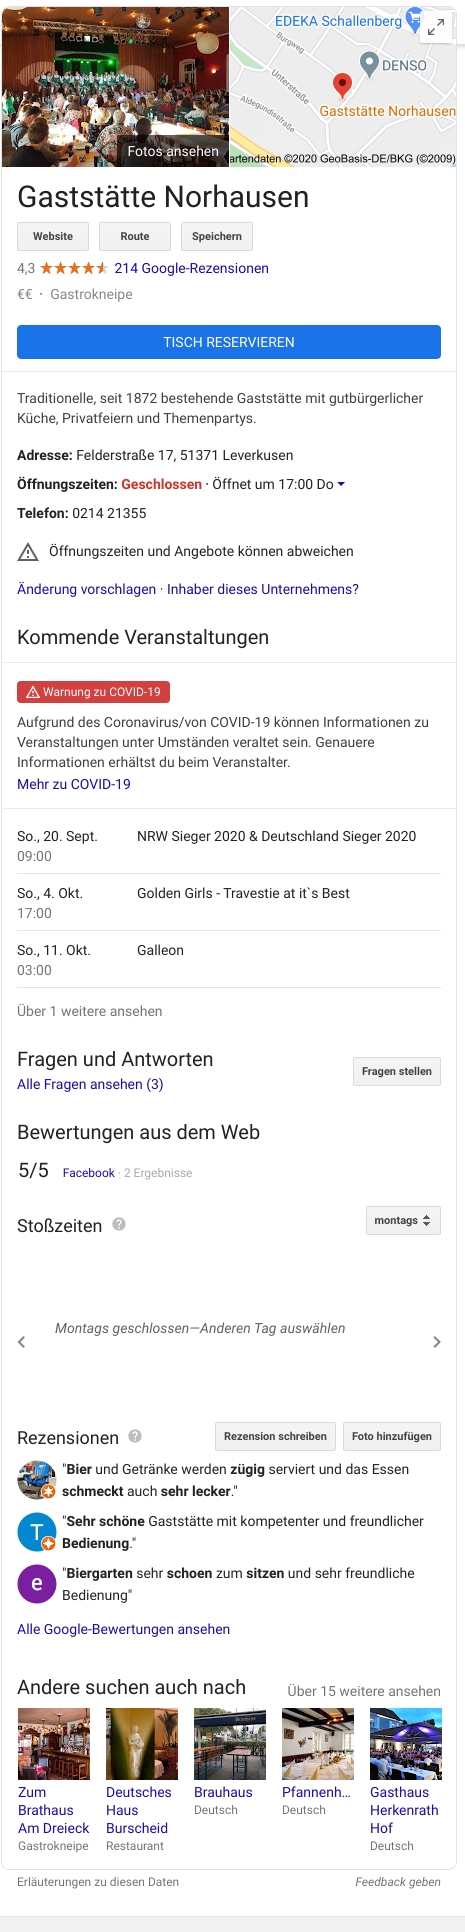 EDEKA Schallenberg
Burgweg
DENSO
Unterstraße
Aldegundisstraße
Gaststätte Norhausen
Fotos ansehen
artendaten ©2020 GeoBasis-DE/BKG (©2009)
Gaststätte Norhausen
Website Route Speichern
4,3 214 Google-Rezensionen
€€ · Gastrokneipe
TISCH RESERVIEREN
Traditionelle, seit 1872 bestehende Gaststätte mit gutbürgerlicher
Küche, Privatfeiern und Themenpartys.
Adresse: Felderstraße 17, 51371 Leverkusen
Öffnungszeiten: Geschlossen · Öffnet um 17:00 Do
Telefon: 0214 21355
Öffnungszeiten und Angebote können abweichen
Änderung vorschlagen · Inhaber dieses Unternehmens?
Kommende Veranstaltungen
Warnung zu COVID-19
Aufgrund des Coronavirus/von COVID-19 können Informationen zu
Veranstaltungen unter Umständen veraltet sein. Genauere
Informationen erhältst du beim Veranstalter.
Mehr zu COVID-19
So., 20. Sept. NRW Sieger 2020 & Deutschland Sieger 2020
09:00
So., 4. Okt. Golden Girls - Travestie at it`s Best
17:00
So., 11. Okt. Galleon
03:00
Über 1 weitere ansehen
Fragen und Antworten
Fragen stellen
Alle Fragen ansehen (3)
Bewertungen aus dem Web
5/5 Facebook · 2 Ergebnisse
Stoßzeiten ? montags
Montags geschlossen—Anderen Tag auswählen
Rezensionen ? Rezension schreiben Foto hinzufügen
"Bier und Getränke werden zügig serviert und das Essen
schmeckt auch sehr lecker."
T "Sehr schöne Gaststätte mit kompetenter und freundlicher
Bedienung."
e "Biergarten sehr schoen zum sitzen und sehr freundliche
Bedienung"
Alle Google-Bewertungen ansehen
Andere suchen auch nach Über 15 weitere ansehen
Zum Deutsches Brauhaus Pfannenh... Gasthaus
Brathaus Haus Deutsch Deutsch Herkenrath
Am Dreieck Burscheid Hof
Gastrokneipe Restaurant Deutsch
Erläuterungen zu diesen Daten Feedback geben